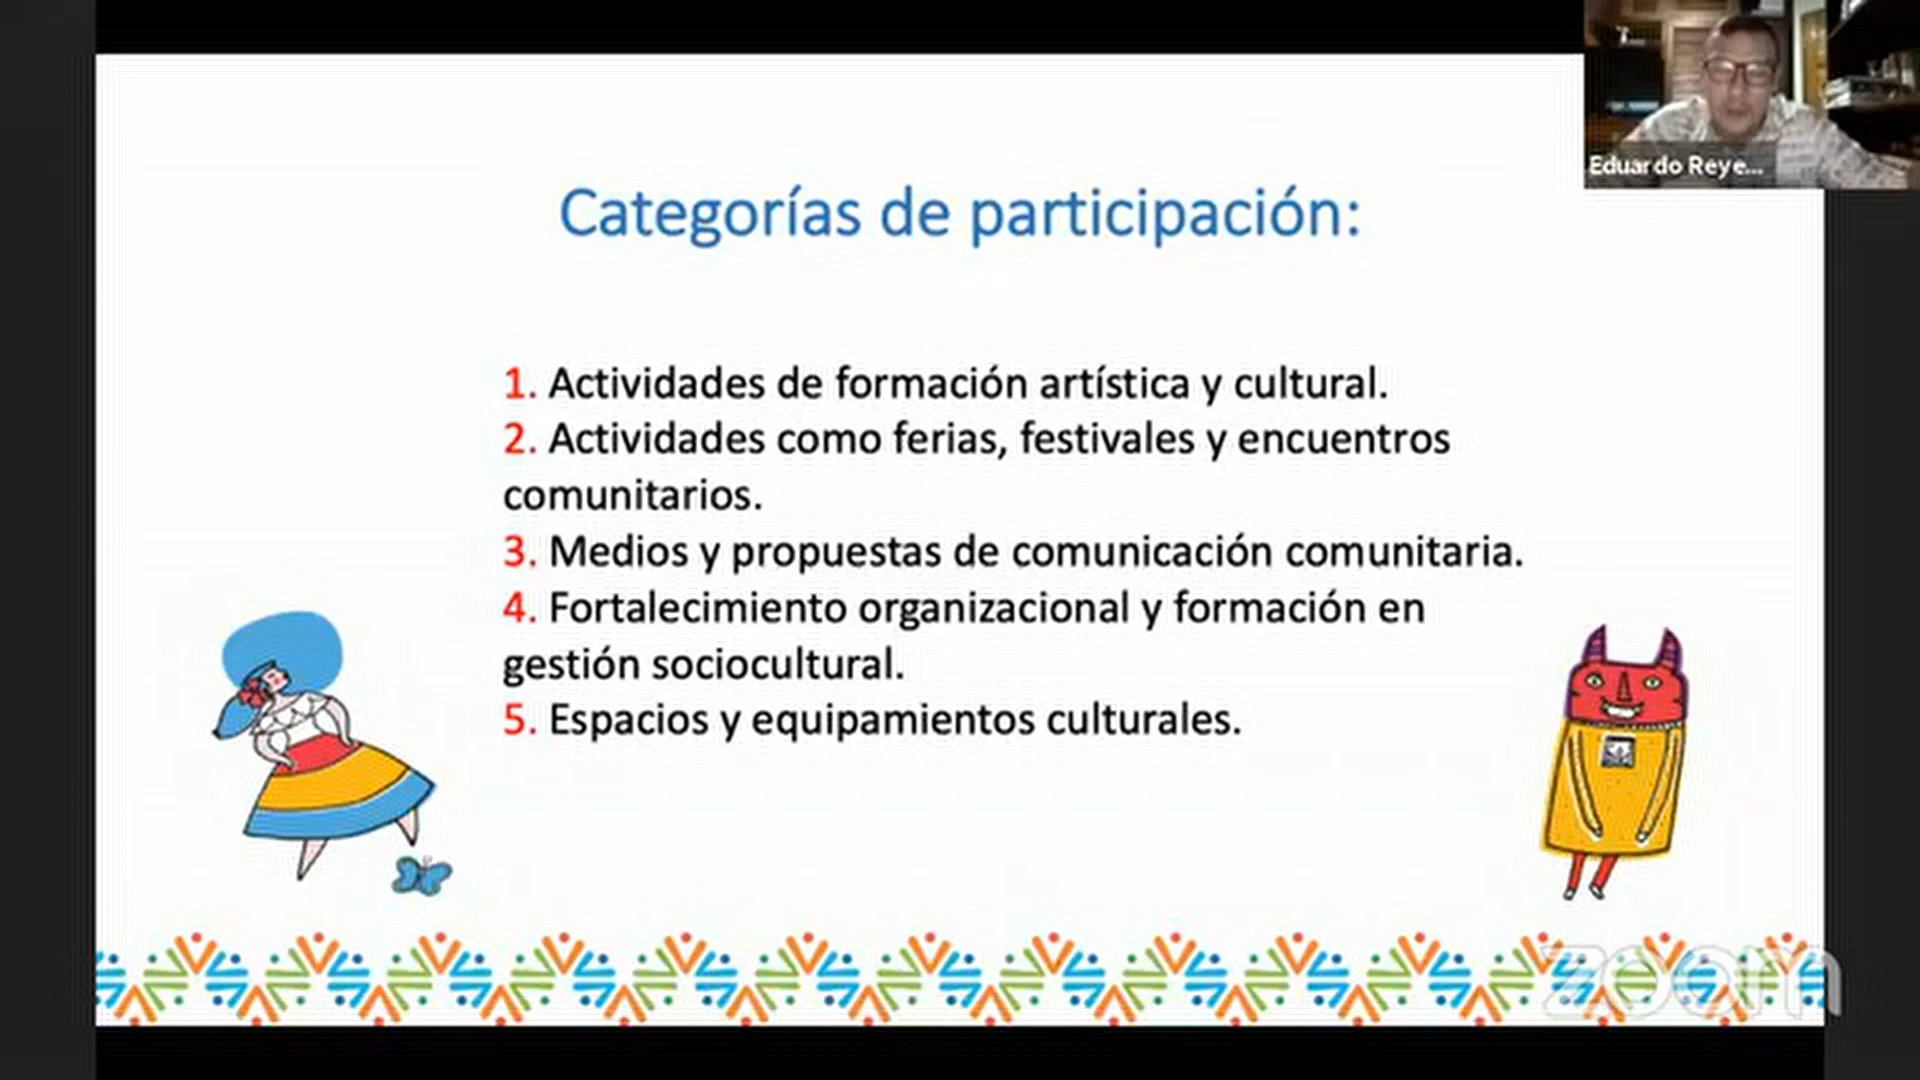 Eduardo Reye...
Categorías de participación:
1. Actividades de formación artística y cultural.
2. Actividades como ferias, festivales y encuentros
comunitarios.
3. Medios y propuestas de comunicación comunitaria.
4. Fortalecimiento organizacional y formación en
gestión sociocultural.
5. Espacios y equipamientos culturales.
zoom